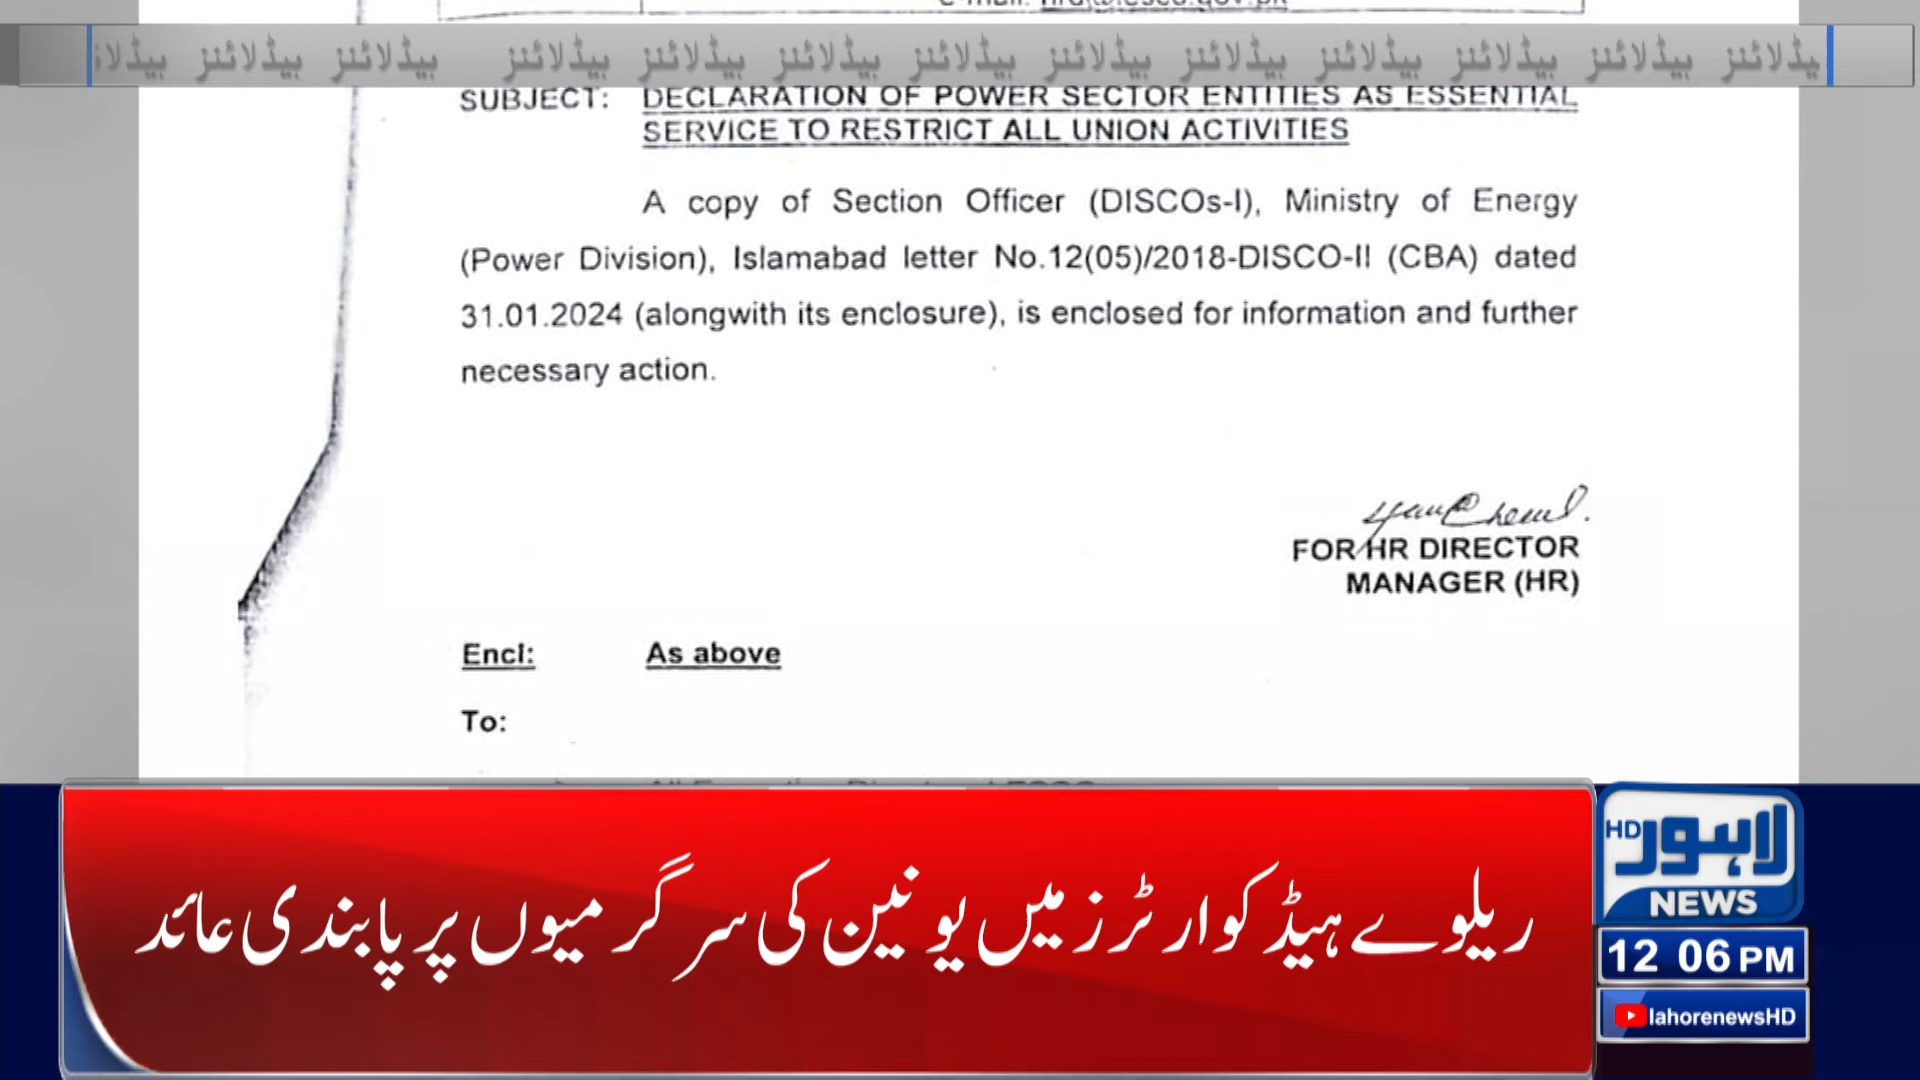 ہیڈلائنز ہیڈلائنز ہیڈلائنز ہیڈلائنز ہیڈلائنز ہیڈلائنز ہیڈلائنز ہیڈلائنز ہیڈلائنز ہیڈلائنز ہیڈلائنز
SUBJECT: DECLARATION OF POWER SECTOR ENTITIES AS ESSENTIAL
SERVICE TO RESTRICT ALL UNION ACTIVITIES
A copy of Section Officer (DISCOs-I), Ministry of Energy
(Power Division), Islamabad letter No.12(05)/2018-DISCO-II (CBA) dated
31.01.2024 (alongwith its enclosure), is enclosed for information and further
necessary action.
FOR HR DIRECTOR
MANAGER (HR)
Encl: As above
To:
ریلوے ہیڈ کوارٹرز میں یونین کی سرگرمیوں پر پابندی عائد
لاہور HD
NEWS
12 06 PM
lahorenewsHD